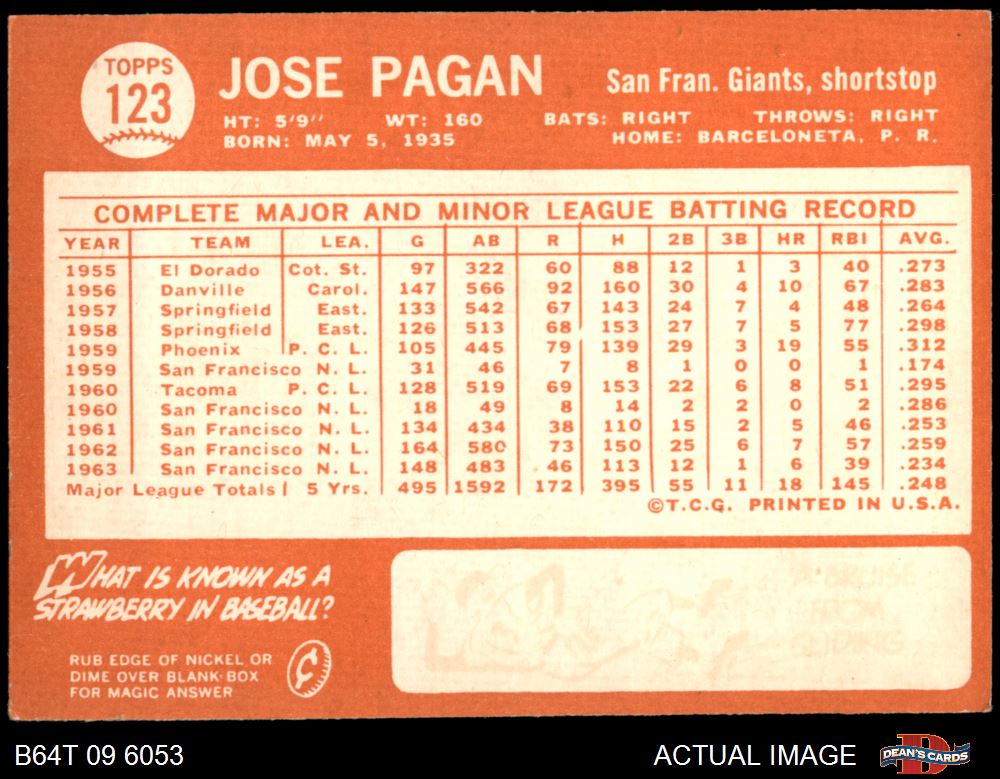 TOPPS
123
JOSE PAGAN
San Fran. Giants, shortstop
HT: 5'9" WT: 160 BATS: RIGHT THROWS: RIGHT
BORN: MAY 5, 1935 HOME: BARCELONETA, P. R.
COMPLETE MAJOR AND MINOR LEAGUE BATTING RECORD
YEAR TEAM LEA. G AB R H 2B 3B HR RBI AVG.
1955 El Dorado Cot. St. 97 322 60 88 12 1 3 40 .273
1956 Danville Carol. 147 566 92 160 30 4 10 67 .283
1957 Springfield East. 133 542 67 143 24 7 4 48 .264
1958 Springfield East. 126 513 68 153 27 7 5 77 .298
1959 Phoenix P. C. L. 105 445 79 139 29 3 19 55 .312
1959 San Francisco N. L. 31 46 7 8 1 0 0 1 .174
1960 Tacoma P. C. L. 128 519 69 153 22 6 8 51 .295
1960 San Francisco N. L. 18 49 8 14 2 2 0 2 .286
1961 San Francisco N. L. 134 434 38 110 15 2 5 46 .253
1962 San Francisco N. L. 164 580 73 150 25 6 7 57 .259
1963 San Francisco N. L. 148 483 46 113 12 1 6 39 .234
Major League Totals 5 Yrs. 495 1592 172 395 55 11 18 145 .248
©T.C.G. PRINTED IN U.S.A.
WHAT IS KNOWN AS A
STRAWBERRY IN BASEBALL?
RUB EDGE OF NICKEL OR
DIME OVER BLANK BOX
FOR MAGIC ANSWER
A BRUISE
FROM
SLIDING
B64T 09 6053 ACTUAL IMAGE
DEAN'S CARDS